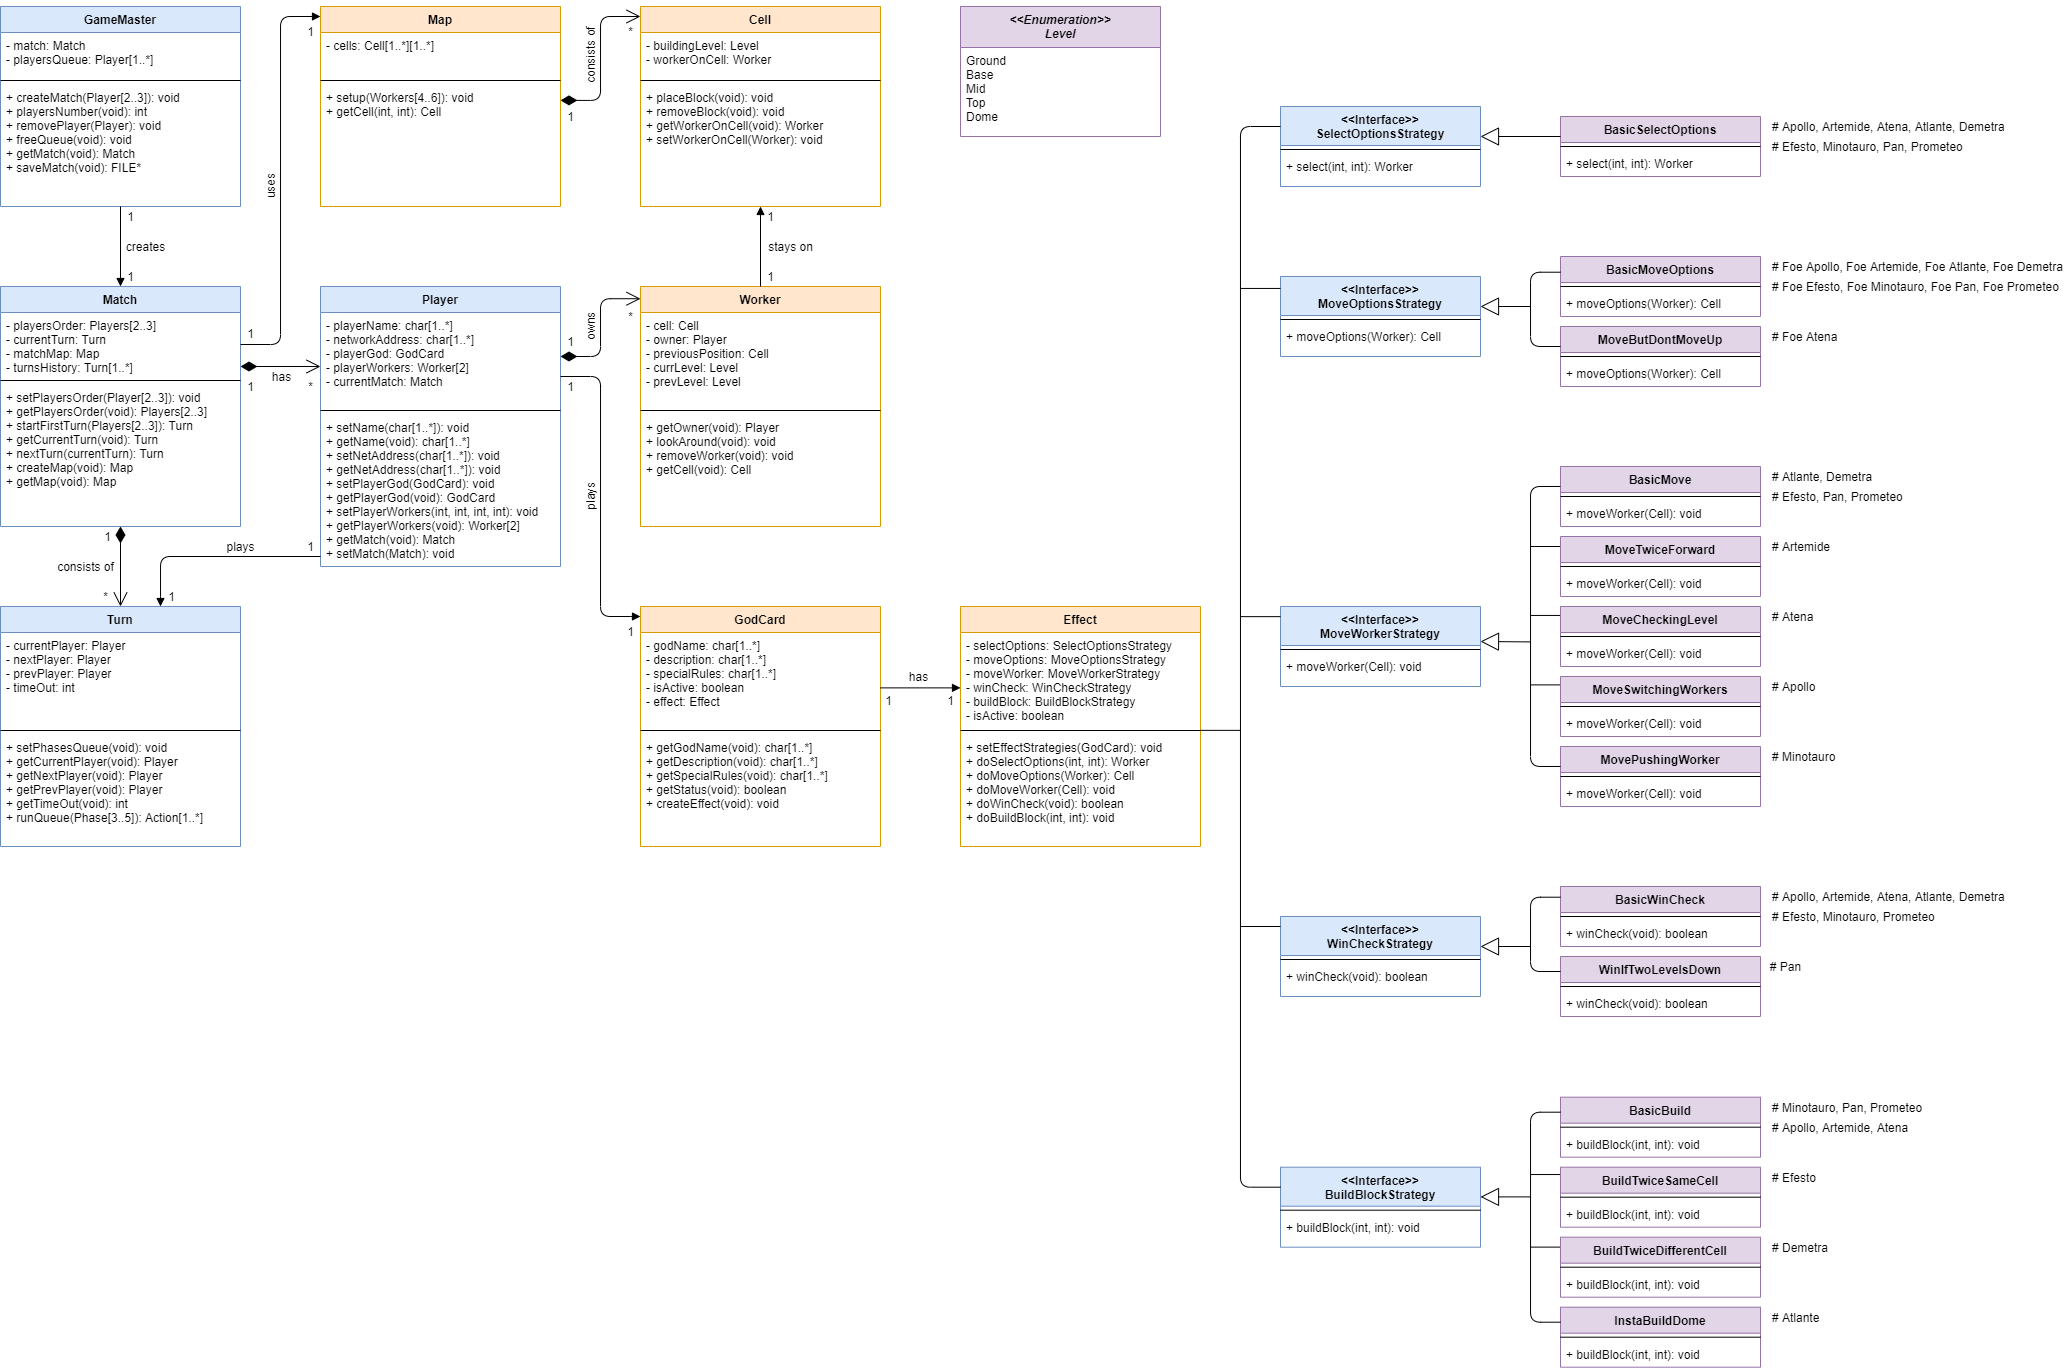 GameMaster
- match: Match
- playersQueue: Player[1..*]
+ createMatch(Player[2..3]): void
+ playersNumber(void): int
+ removePlayer(Player): void
+ freeQueue(void): void
+ getMatch(void): Match
+ saveMatch(void): FILE*
1
creates
1
uses
1
1
Map
- cells: Cell[1..*][1..*]
+ setup(Workers[4..6]): void
+ getCell(int, int): Cell
consists of
1
*
Cell
- buildingLevel: Level
- workerOnCell: Worker
+ placeBlock(void): void
+ removeBlock(void): void
+ getWorkerOnCell(void): Worker
+ setWorkerOnCell(Worker): void
1
stays on
1
<<Enumeration>>
Level
Ground
Base
Mid
Top
Dome
Match
- playersOrder: Players[2..3]
- currentTurn: Turn
- matchMap: Map
- turnsHistory: Turn[1..*]
+ setPlayersOrder(Player[2..3]): void
+ getPlayersOrder(void): Players[2..3]
+ startFirstTurn(Players[2..3]): Turn
+ getCurrentTurn(void): Turn
+ nextTurn(currentTurn): Turn
+ createMap(void): Map
+ getMap(void): Map
has
1
*
Player
- playerName: char[1..*]
- networkAddress: char[1..*]
- playerGod: GodCard
- playerWorkers: Worker[2]
- currentMatch: Match
+ setName(char[1..*]): void
+ getName(void): char[1..*]
+ setNetAddress(char[1..*]): void
+ getNetAddress(char[1..*]): void
+ setPlayerGod(GodCard): void
+ getPlayerGod(void): GodCard
+ setPlayerWorkers(int, int, int, int): void
+ getPlayerWorkers(void): Worker[2]
+ getMatch(void): Match
+ setMatch(Match): void
owns
1
*
1
plays
1
Worker
- cell: Cell
- owner: Player
- previousPosition: Cell
- currLevel: Level
- prevLevel: Level
+ getOwner(void): Player
+ lookAround(void): void
+ removeWorker(void): void
+ getCell(void): Cell
1
consists of
*
plays
1
1
Turn
- currentPlayer: Player
- nextPlayer: Player
- prevPlayer: Player
- timeOut: int
+ setPhasesQueue(void): void
+ getCurrentPlayer(void): Player
+ getNextPlayer(void): Player
+ getPrevPlayer(void): Player
+ getTimeOut(void): int
+ runQueue(Phase[3..5]): Action[1..*]
GodCard
- godName: char[1..*]
- description: char[1..*]
- specialRules: char[1..*]
- isActive: boolean
- effect: Effect
+ getGodName(void): char[1..*]
+ getDescription(void): char[1..*]
+ getSpecialRules(void): char[1..*]
+ getStatus(void): boolean
+ createEffect(void): void
has
1
1
Effect
- selectOptions: SelectOptionsStrategy
- moveOptions: MoveOptionsStrategy
- moveWorker: MoveWorkerStrategy
- winCheck: WinCheckStrategy
- buildBlock: BuildBlockStrategy
- isActive: boolean
+ setEffectStrategies(GodCard): void
+ doSelectOptions(int, int): Worker
+ doMoveOptions(Worker): Cell
+ doMoveWorker(Cell): void
+ doWinCheck(void): boolean
+ doBuildBlock(int, int): void
<<Interface>>
SelectOptionsStrategy
+ select(int, int): Worker
BasicSelectOptions
+ select(int, int): Worker
# Apollo, Artemide, Atena, Atlante, Demetra
# Efesto, Minotauro, Pan, Prometeo
<<Interface>>
MoveOptionsStrategy
+ moveOptions(Worker): Cell
BasicMoveOptions
+ moveOptions(Worker): Cell
# Foe Apollo, Foe Artemide, Foe Atlante, Foe Demetra
# Foe Efesto, Foe Minotauro, Foe Pan, Foe Prometeo
MoveButDontMoveUp
+ moveOptions(Worker): Cell
# Foe Atena
<<Interface>>
MoveWorkerStrategy
+ moveWorker(Cell): void
BasicMove
+ moveWorker(Cell): void
# Atlante, Demetra
# Efesto, Pan, Prometeo
MoveTwiceForward
+ moveWorker(Cell): void
# Artemide
MoveCheckingLevel
+ moveWorker(Cell): void
# Atena
MoveSwitchingWorkers
+ moveWorker(Cell): void
# Apollo
MovePushingWorker
+ moveWorker(Cell): void
# Minotauro
<<Interface>>
WinCheckStrategy
+ winCheck(void): boolean
BasicWinCheck
+ winCheck(void): boolean
# Apollo, Artemide, Atena, Atlante, Demetra
# Efesto, Minotauro, Prometeo
WinIfTwoLevelsDown
+ winCheck(void): boolean
# Pan
<<Interface>>
BuildBlockStrategy
+ buildBlock(int, int): void
BasicBuild
+ buildBlock(int, int): void
# Minotauro, Pan, Prometeo
# Apollo, Artemide, Atena
BuildTwiceSameCell
+ buildBlock(int, int): void
# Efesto
BuildTwiceDifferentCell
+ buildBlock(int, int): void
# Demetra
InstaBuildDome
+ buildBlock(int, int): void
# Atlante